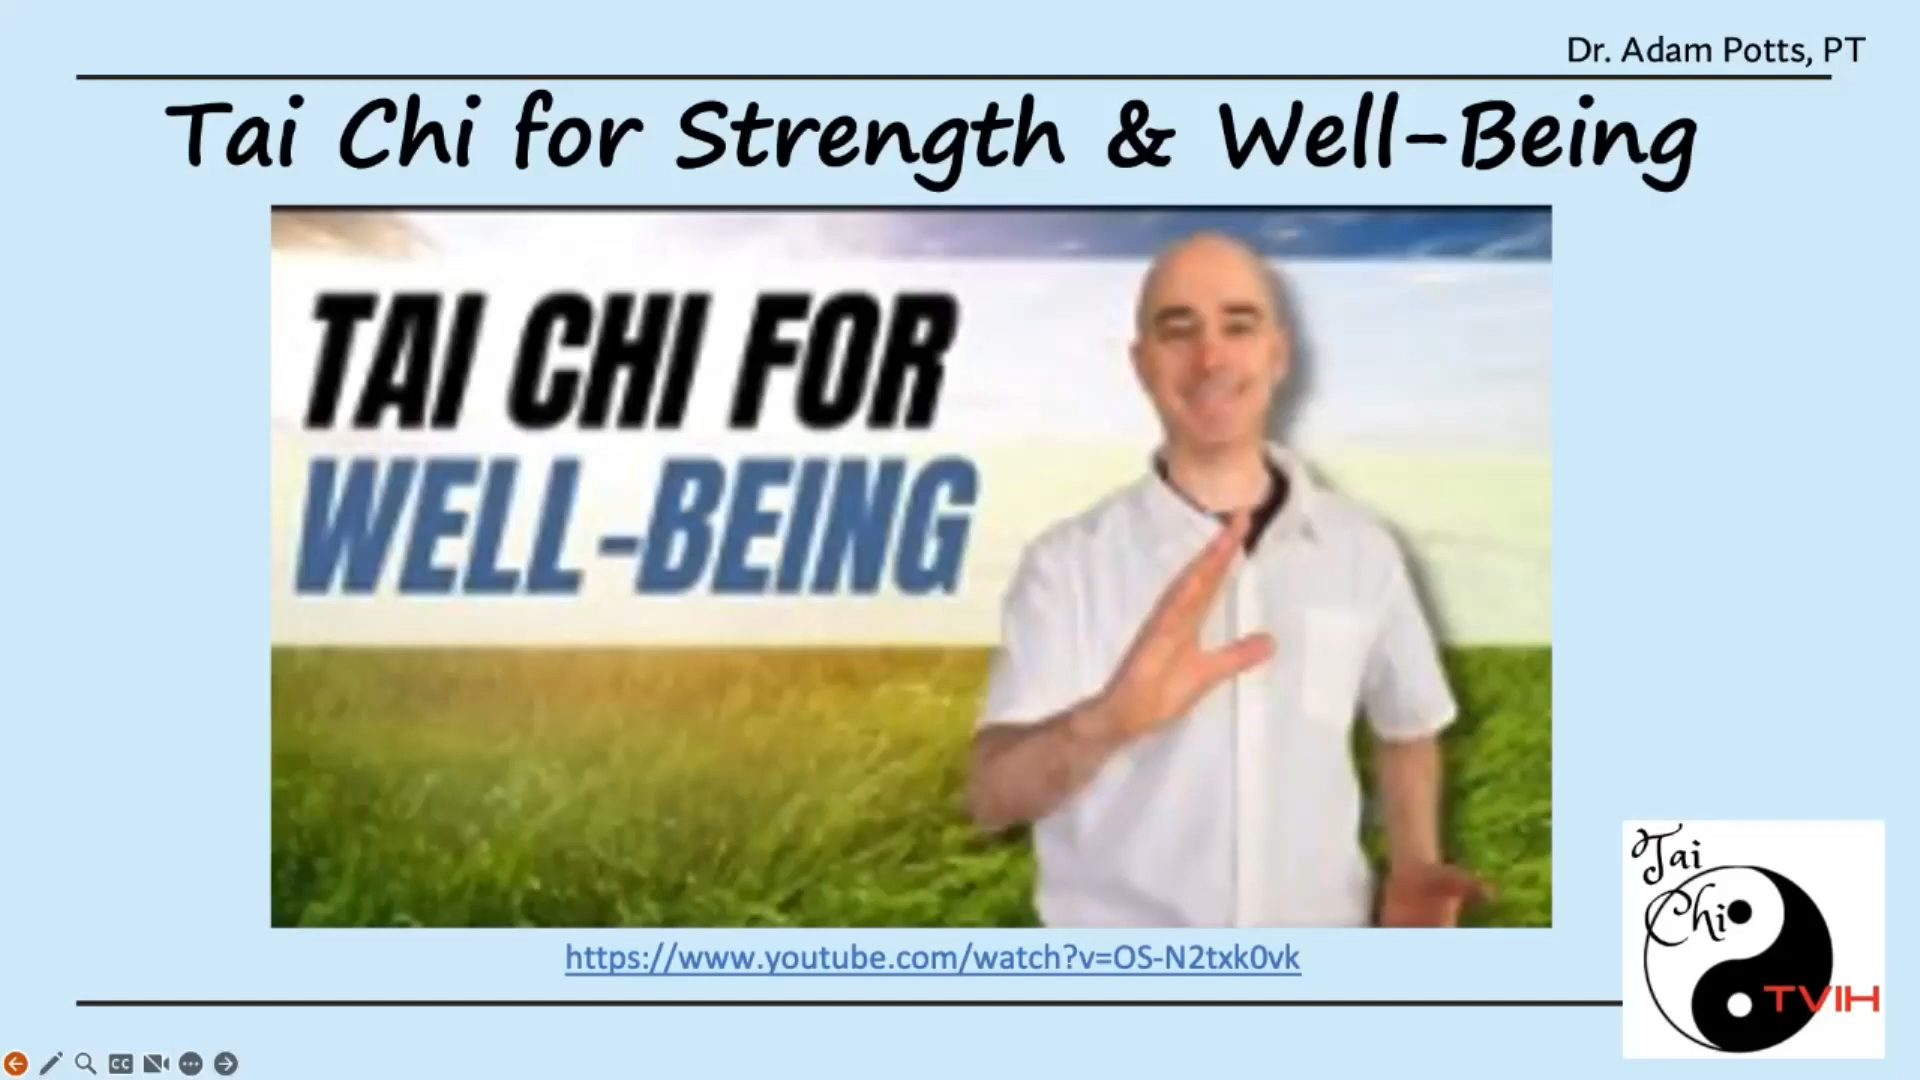 Dr. Adam Potts, PT
Tai Chi for Strength & Well-Being
TAI CHI FOR
WELL-BEING
https://www.youtube.com/watch?v=OS-N2txk0vk
Tai
Chi
TVIH
CC